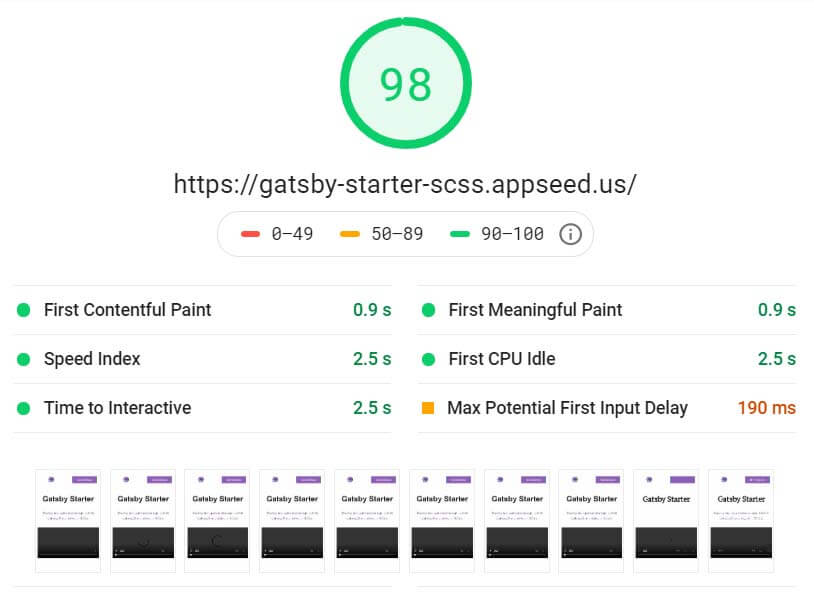 98
https://gatsby-starter-scss.appseed.us/
0–49 50–89 90–100
First Contentful Paint 0.9 s
First Meaningful Paint 0.9 s
Speed Index 2.5 s
First CPU Idle 2.5 s
Time to Interactive 2.5 s
Max Potential First Input Delay 190 ms
Gatsby Starter
Gatsby Starter
Gatsby Starter
Gatsby Starter
Gatsby Starter
Gatsby Starter
Gatsby Starter
Gatsby Starter
Gatsby Starter
Gatsby Starter